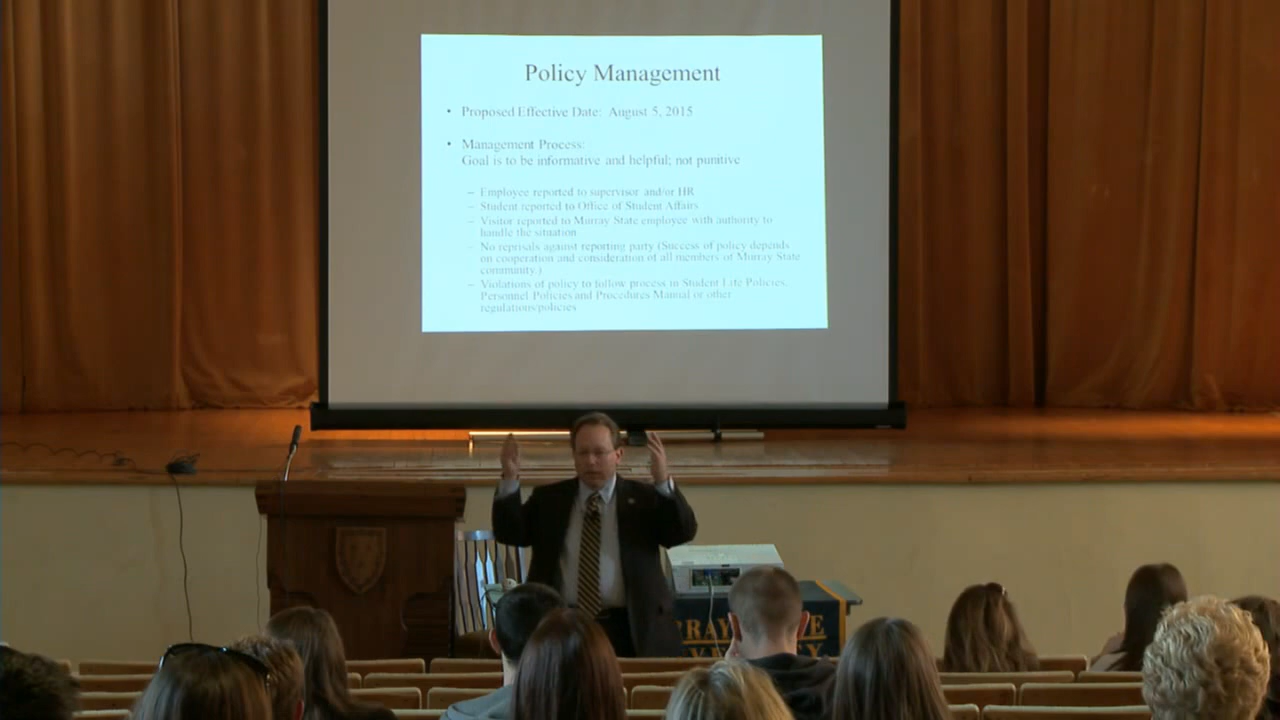 Policy Management
• Proposed Effective Date: August 5, 2015
• Management Process:
Goal is to be informative and helpful; not punitive
– Employee reported to supervisor and/or HR
– Student reported to Office of Student Affairs
– Visitor reported to Murray State employee with authority to
handle the situation
– No reprisals against reporting party (Success of policy depends
on cooperation and consideration of all members of Murray State
community.)
– Violations of policy to follow process in Student Life Policies,
Personnel Policies and Procedures Manual or other
regulations/policies